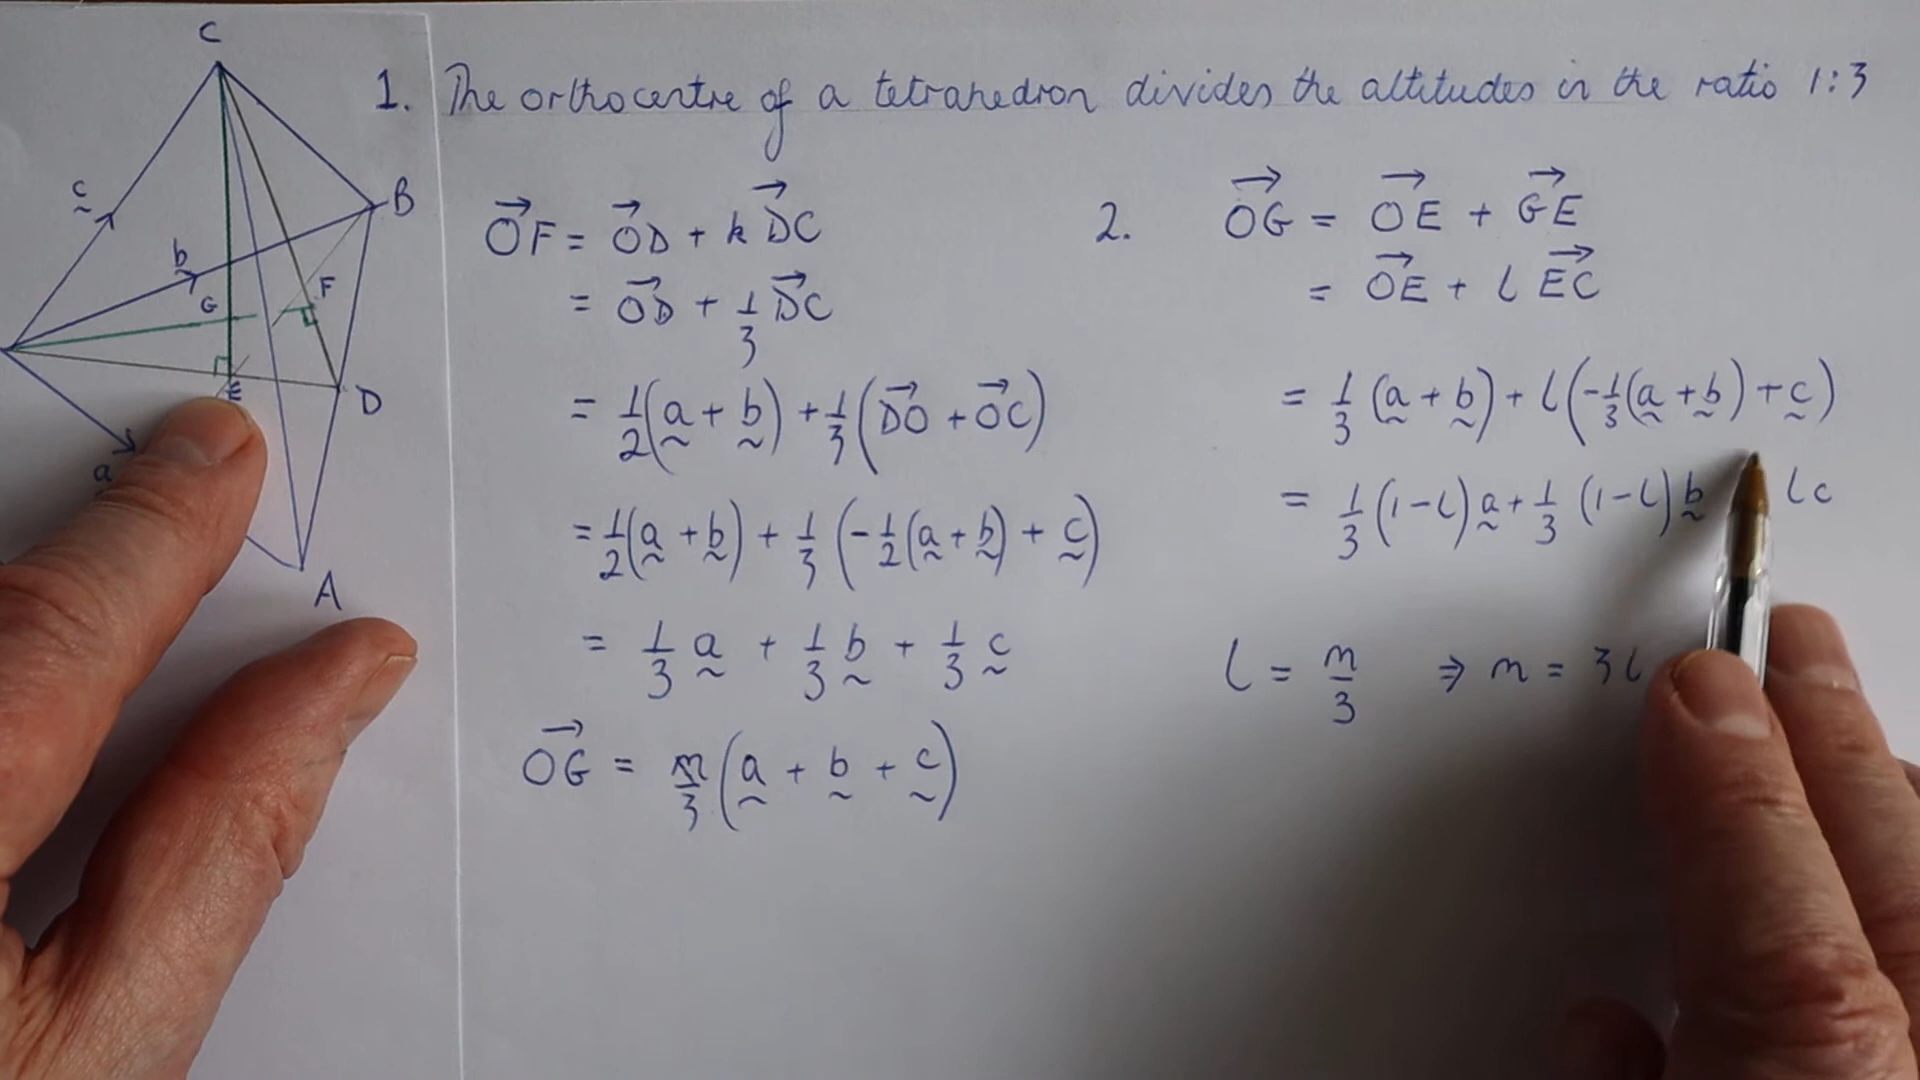 C
1. The orthocentre of a tetrahedron divides the altitudes in the ratio 1:3
c
B
b
G
F
E
D
a
A
→OF = →OD + k →DC
= →OD + 1/3 →DC
= 1/2(a + b) + 1/3(→DO + →OC)
= 1/2(a + b) + 1/3(-1/2(a + b) + c)
= 1/3 a + 1/3 b + 1/3 c
→OG = m/3(a + b + c)
2. →OG = →OE + →GE
= →OE + l →EC
= 1/3 (a + b) + l(-1/3(a + b) + c)
= 1/3 (1-l)a + 1/3 (1-l)b lc
l = m/3 ⇒ m = 3l